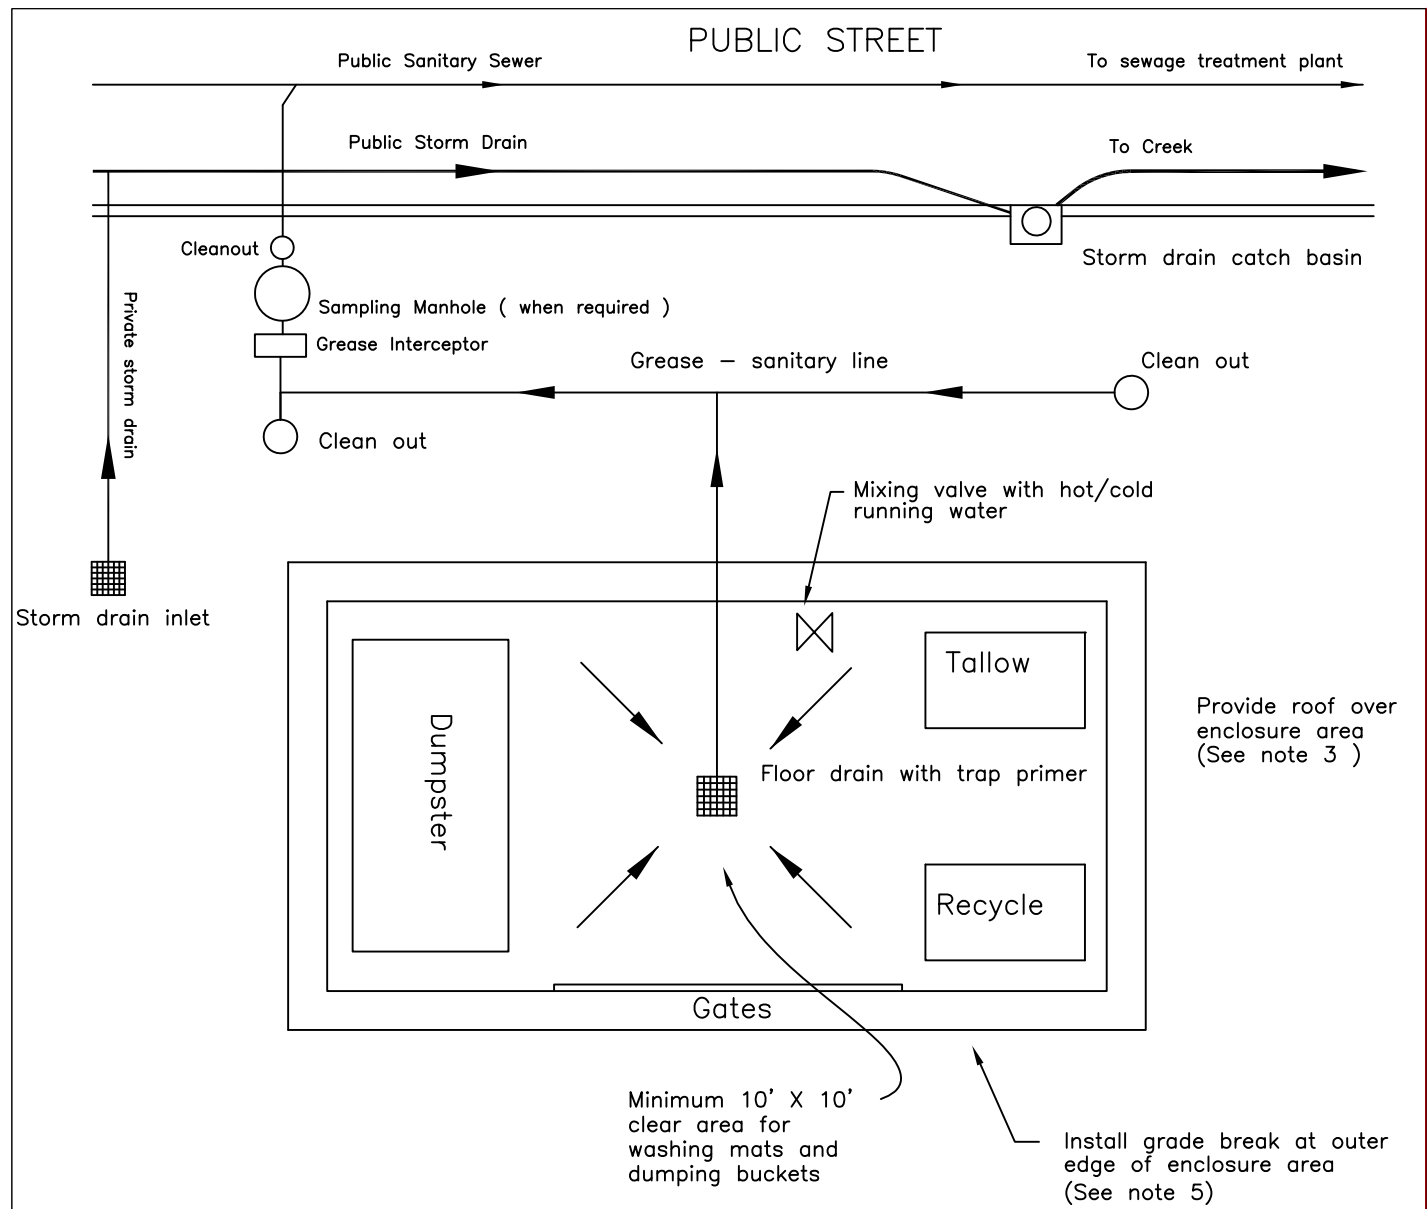 PUBLIC STREET
Public Sanitary Sewer
To sewage treatment plant
Public Storm Drain
To Creek
Cleanout
Storm drain catch basin
Private storm drain
Sampling Manhole ( when required )
Grease Interceptor
Grease – sanitary line
Clean out
Clean out
Mixing valve with hot/cold
running water
Storm drain inlet
Tallow
Dumpster
Provide roof over
enclosure area
(See note 3 )
Floor drain with trap primer
Recycle
Gates
Minimum 10' X 10'
clear area for
washing mats and
dumping buckets
Install grade break at outer
edge of enclosure area
(See note 5)